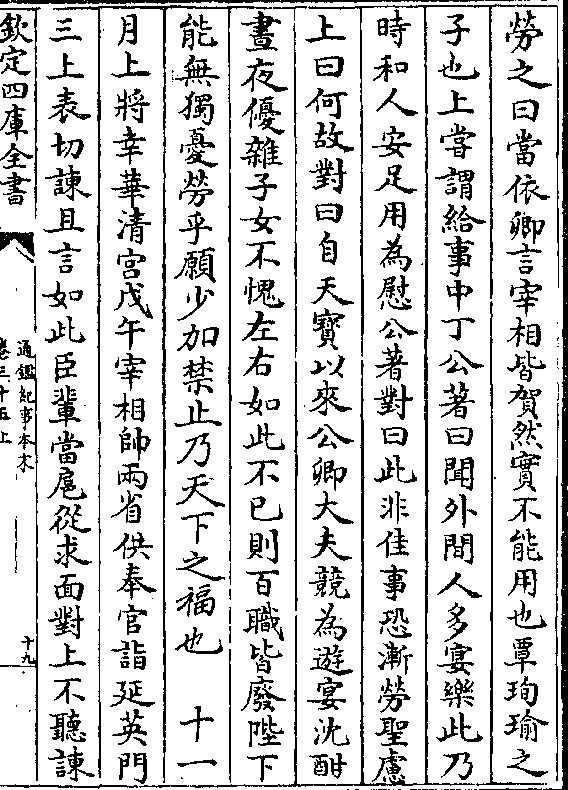 勞之曰當依卿言宰相皆賀然實不能用也覃珣瑜之
子也上嘗謂給事中丁公著曰聞外間人多宴樂此乃
時和人安足用為慰公著對曰此非佳事恐漸勞聖慮
上曰何故對曰自天寶以來公卿大夫競為遊宴沈酣
晝夜優雜子女不愧左右如此不已則百職皆廢陛下
能無獨憂勞乎願少加禁止乃天下之福也　十一
月上將幸華清宮戊午宰相帥兩省供奉官詣延英門
三上表切諫且言如此臣輩當扈從求面對上不聽諫
欽定四庫全書
通鑑紀事本末
卷三十五上
十九